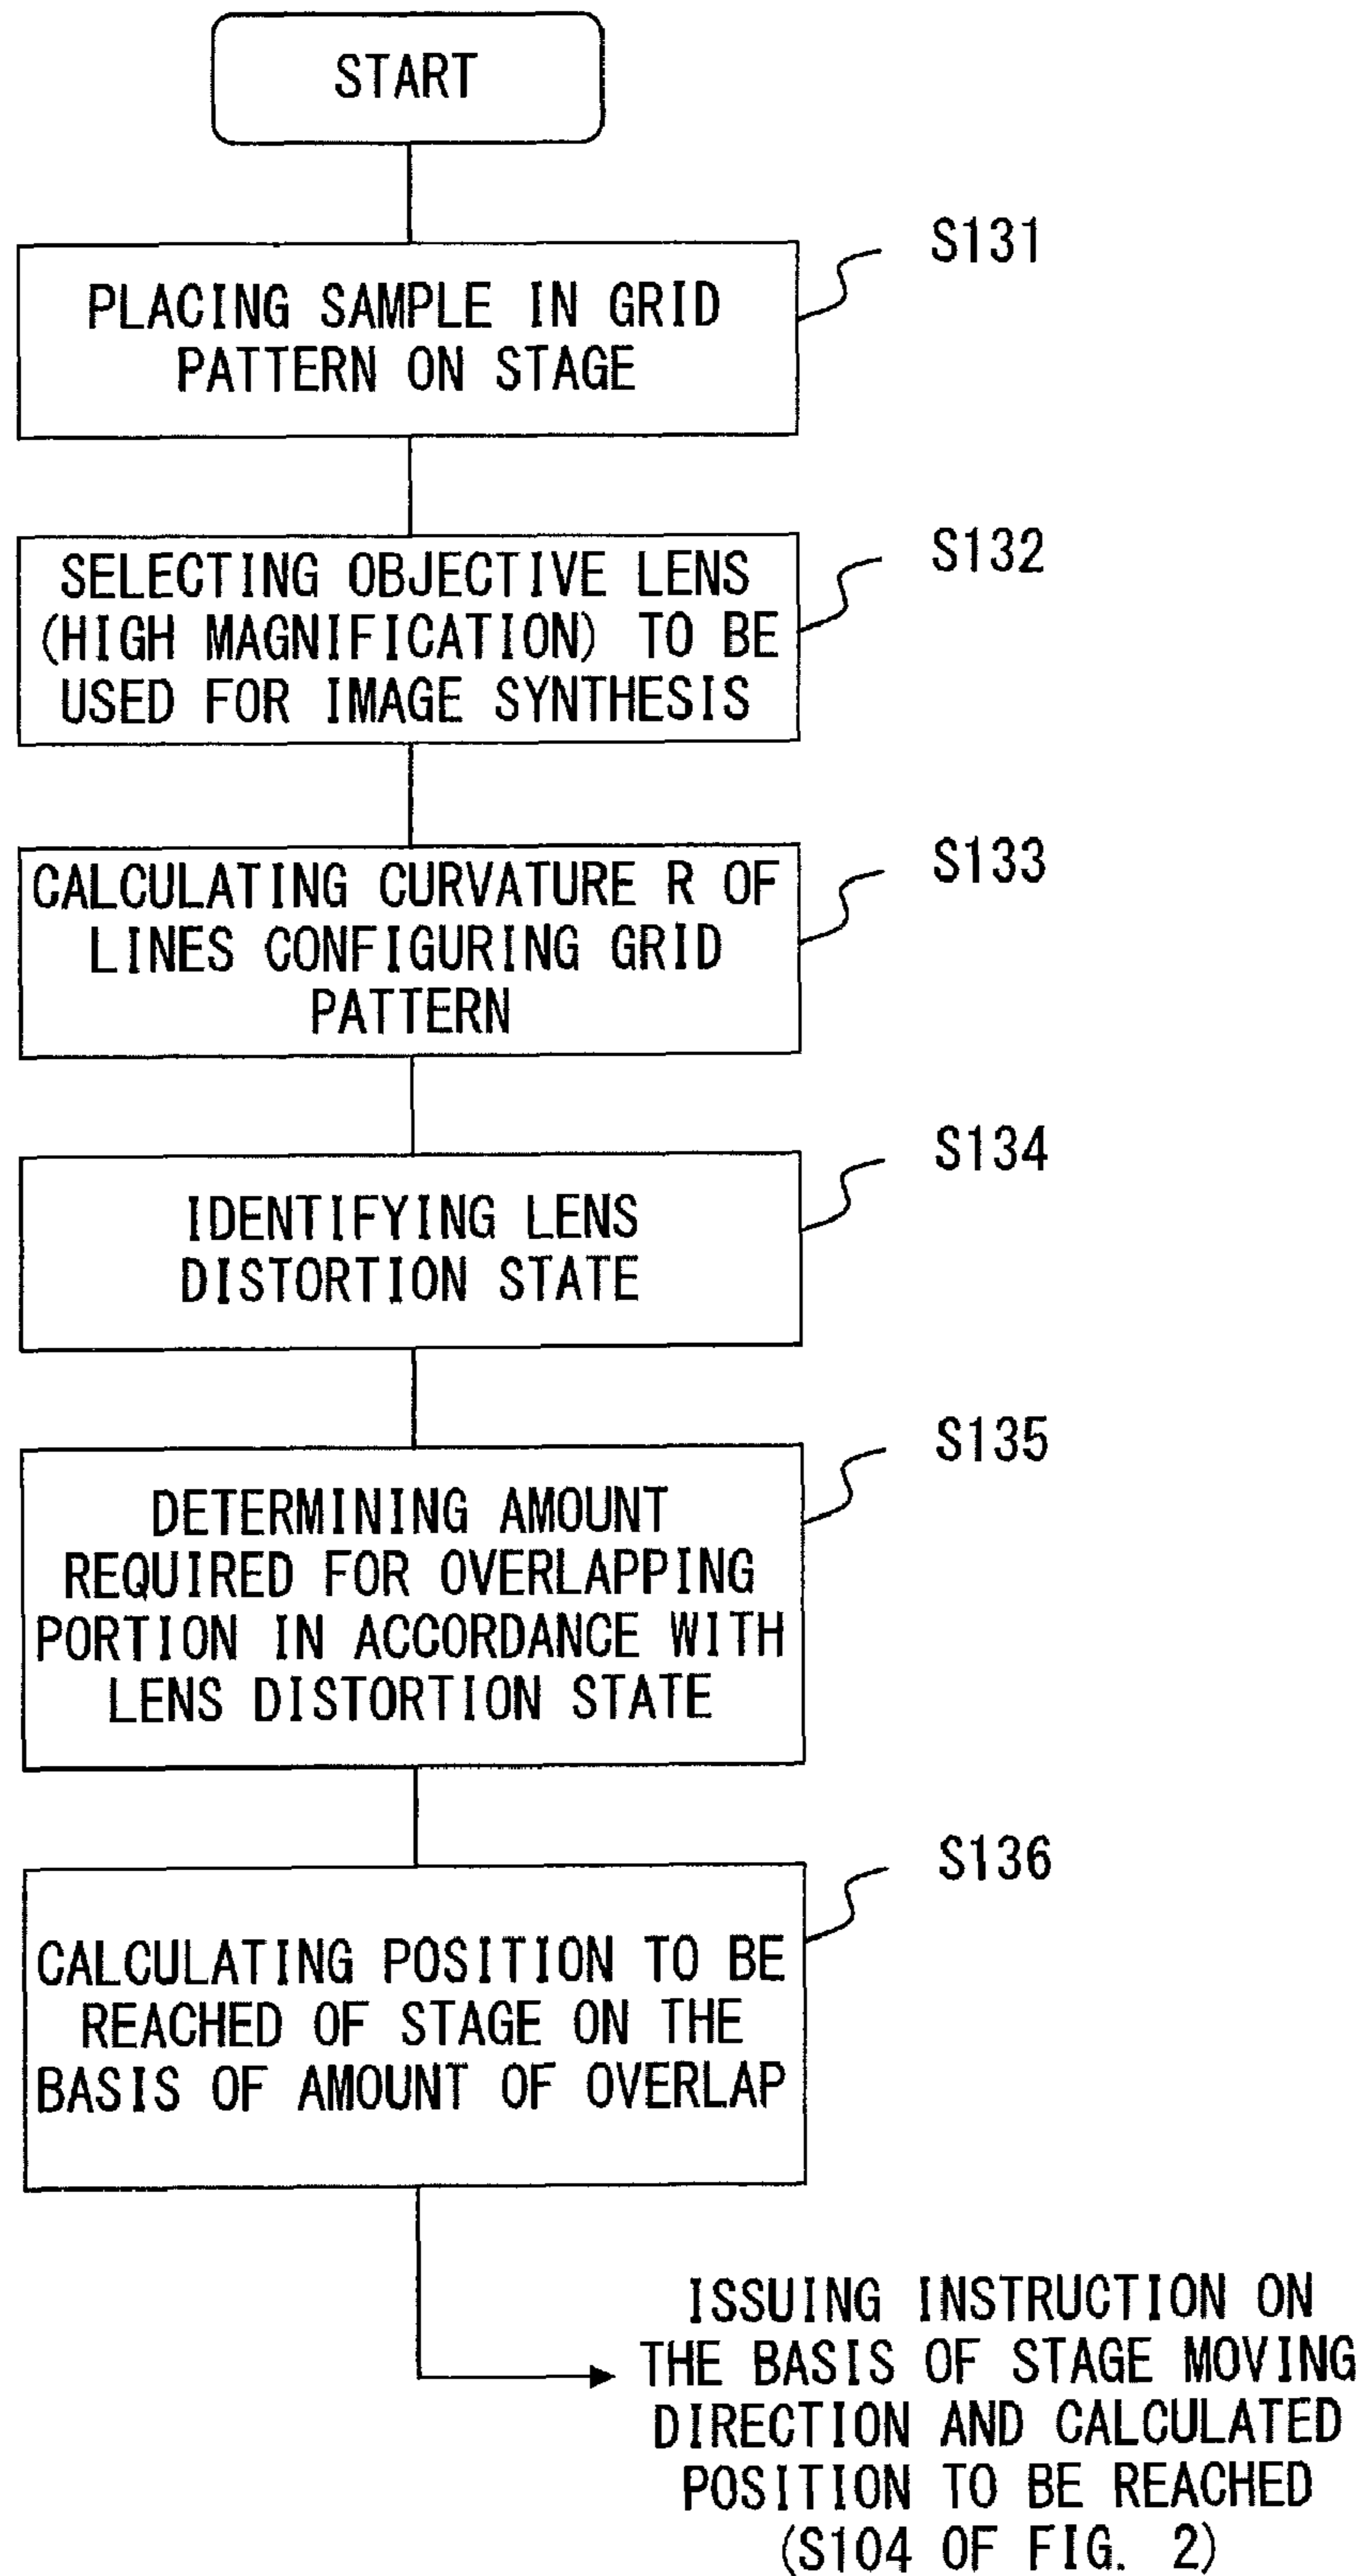 START
S131
PLACING SAMPLE IN GRID
PATTERN ON STAGE
S132
SELECTING OBJECTIVE LENS
(HIGH MAGNIFICATION) TO BE
USED FOR IMAGE SYNTHESIS
S133
CALCULATING CURVATURE R OF
LINES CONFIGURING GRID
PATTERN
S134
IDENTIFYING LENS
DISTORTION STATE
S135
DETERMINING AMOUNT
REQUIRED FOR OVERLAPPING
PORTION IN ACCORDANCE WITH
LENS DISTORTION STATE
S136
CALCULATING POSITION TO BE
REACHED OF STAGE ON THE
BASIS OF AMOUNT OF OVERLAP
ISSUING INSTRUCTION ON
THE BASIS OF STAGE MOVING
DIRECTION AND CALCULATED
POSITION TO BE REACHED
(S104 OF FIG. 2)